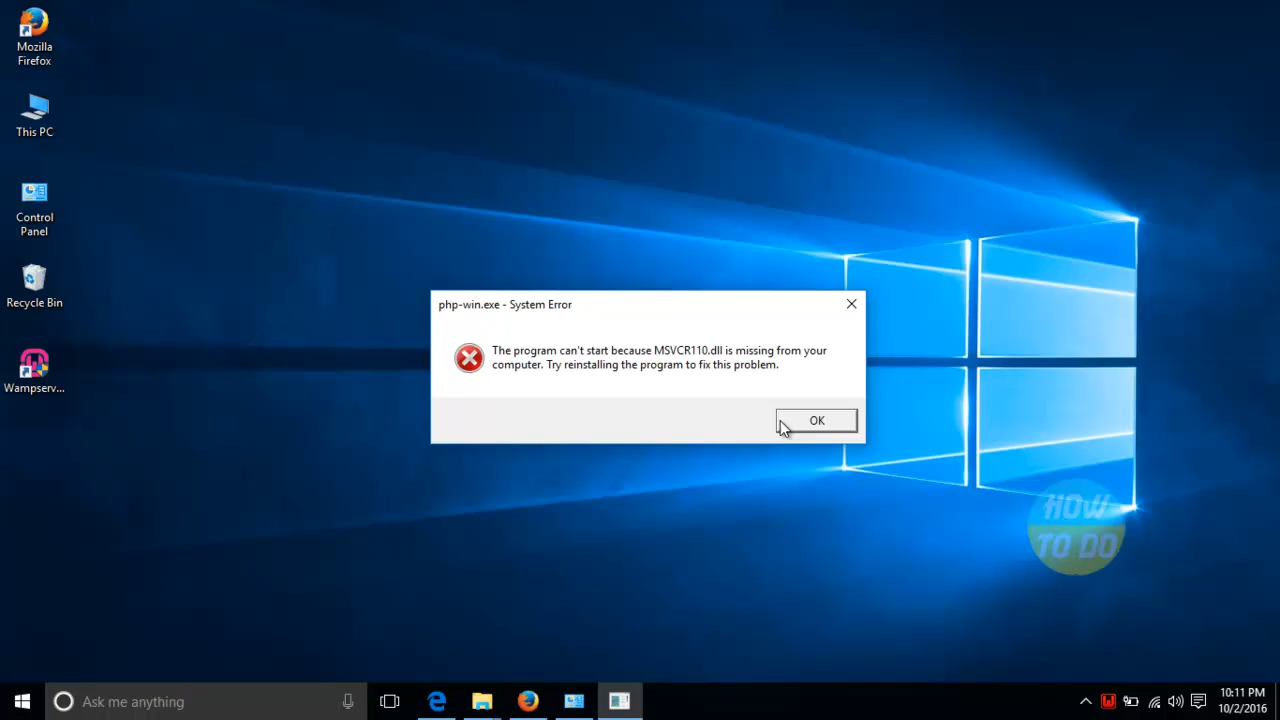 Mozilla
Firefox
This PC
Control
Panel
Recycle Bin
Wampserv...
php-win.exe - System Error
The program can't start because MSVCR110.dll is missing from your
computer. Try reinstalling the program to fix this problem.
OK
HOW
TO DO
Ask me anything
10:11 PM
10/2/2016